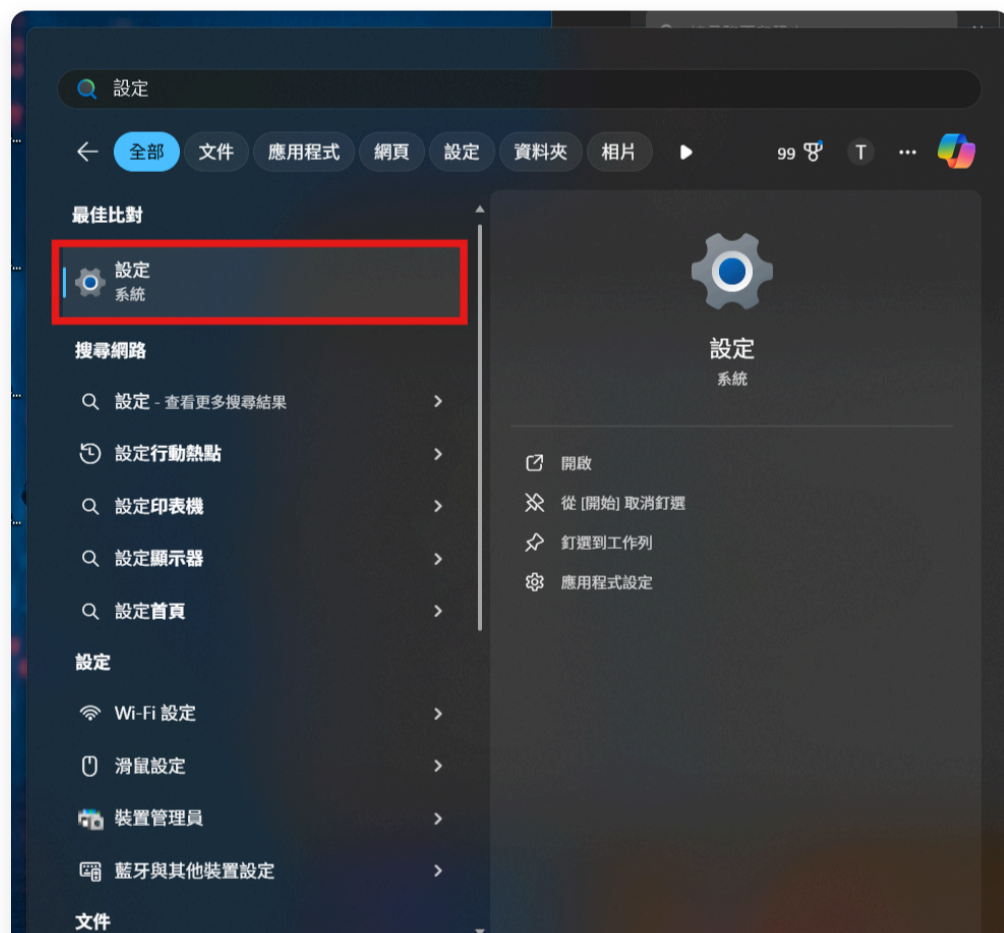 設定
全部 文件 應用程式 網頁 設定 資料夾 相片 99 T ...
最佳比對
設定
系統
搜尋網路
設定 - 查看更多搜尋結果
設定行動熱點
設定印表機
設定顯示器
設定首頁
設定
Wi-Fi 設定
滑鼠設定
裝置管理員
藍牙與其他裝置設定
文件
設定
系統
開啟
從 [開始] 取消釘選
釘選到工作列
應用程式設定